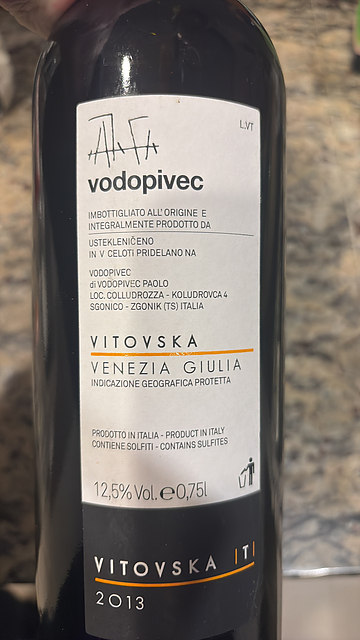 L.VT
vodopivec
IMBOTTIGLIATO ALL'ORIGINE E
INTEGRALMENTE PRODOTTO DA
USTEKLENIČENO
IN V CELOTI PRIDELANO NA
VODOPIVEC
di VODOPIVEC PAOLO
LOC. COLLUDROZZA - KOLUDROVCA 4
SGONICO - ZGONIK (TS) ITALIA
VITOVSKA
VENEZIA GIULIA
INDICAZIONE GEOGRAFICA PROTETTA
PRODOTTO IN ITALIA - PRODUCT IN ITALY
CONTIENE SOLFITI - CONTAINS SULFITES
12,5% Vol. ℮ 0,75l
VITOVSKA |T|
2013